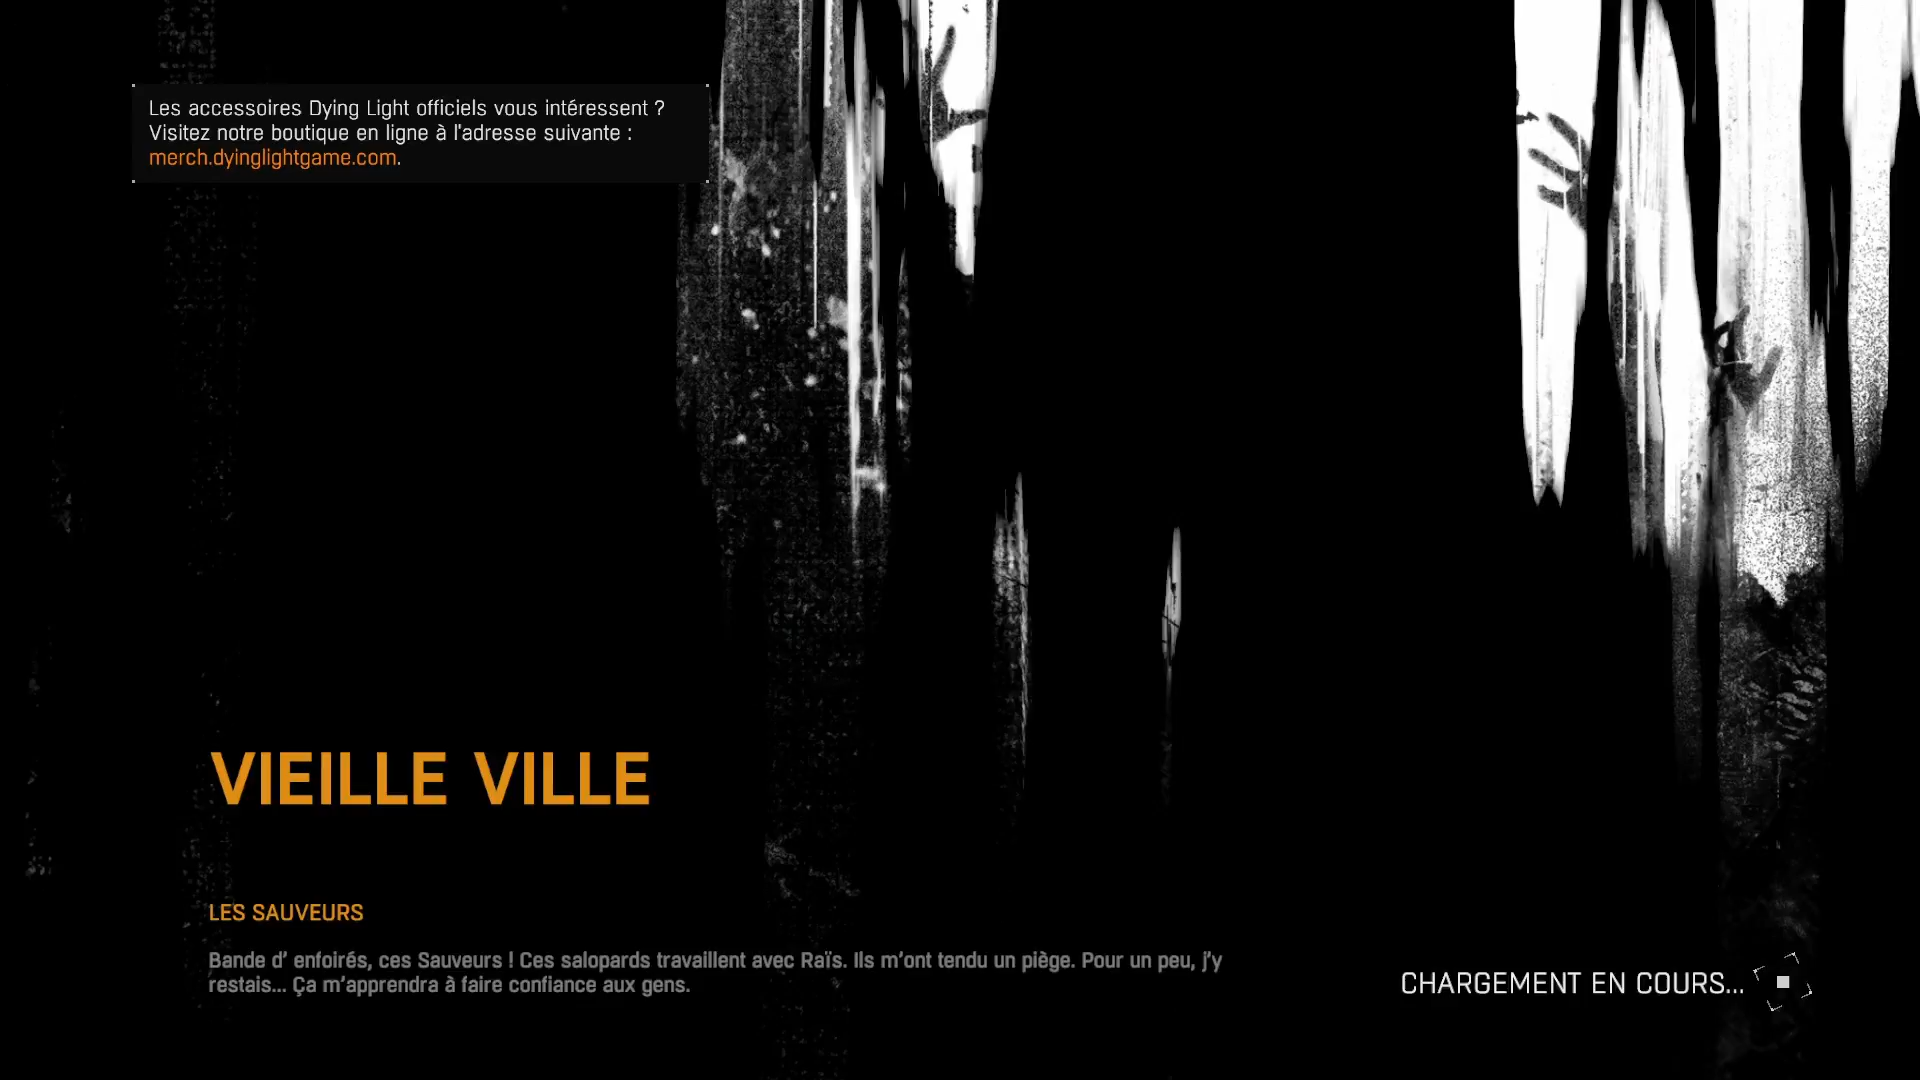 Les accessoires Dying Light officiels vous intéressent ?
Visitez notre boutique en ligne à l'adresse suivante :
merch.dyinglightgame.com.
VIEILLE VILLE
LES SAUVEURS
Bande d’ enfoirés, ces Sauveurs ! Ces salopards travaillent avec Raïs. Ils m’ont tendu un piège. Pour un peu, j’y
restais... Ça m’apprendra à faire confiance aux gens.
CHARGEMENT EN COURS...